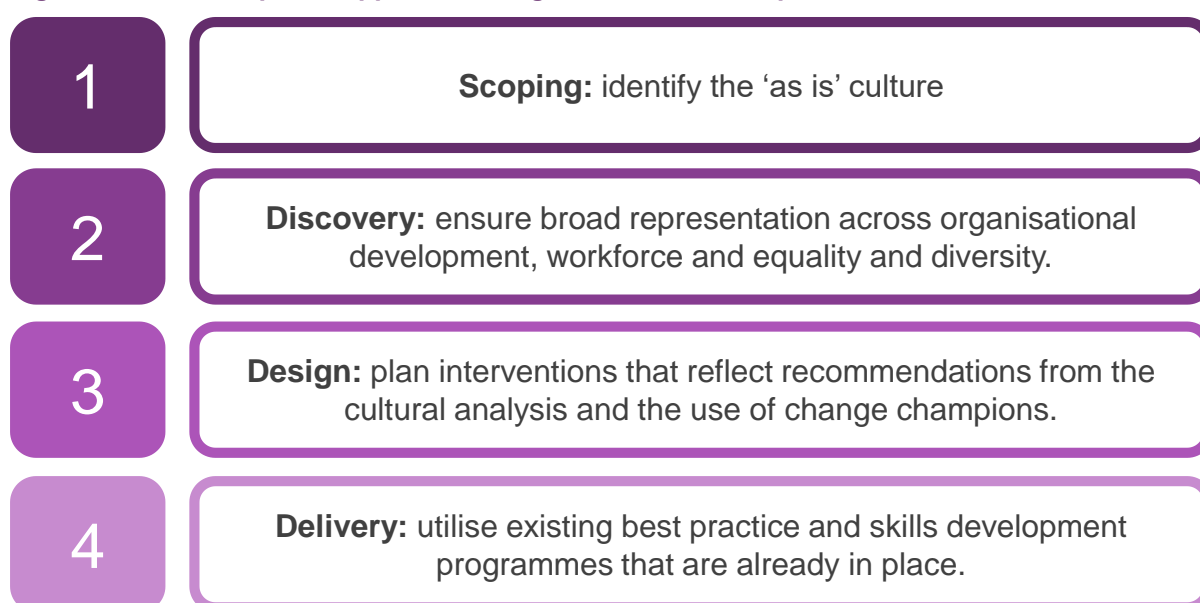 1
Scoping: identify the ‘as is’ culture
2
Discovery: ensure broad representation across organisational
development, workforce and equality and diversity.
3
Design: plan interventions that reflect recommendations from the
cultural analysis and the use of change champions.
4
Delivery: utilise existing best practice and skills development
programmes that are already in place.